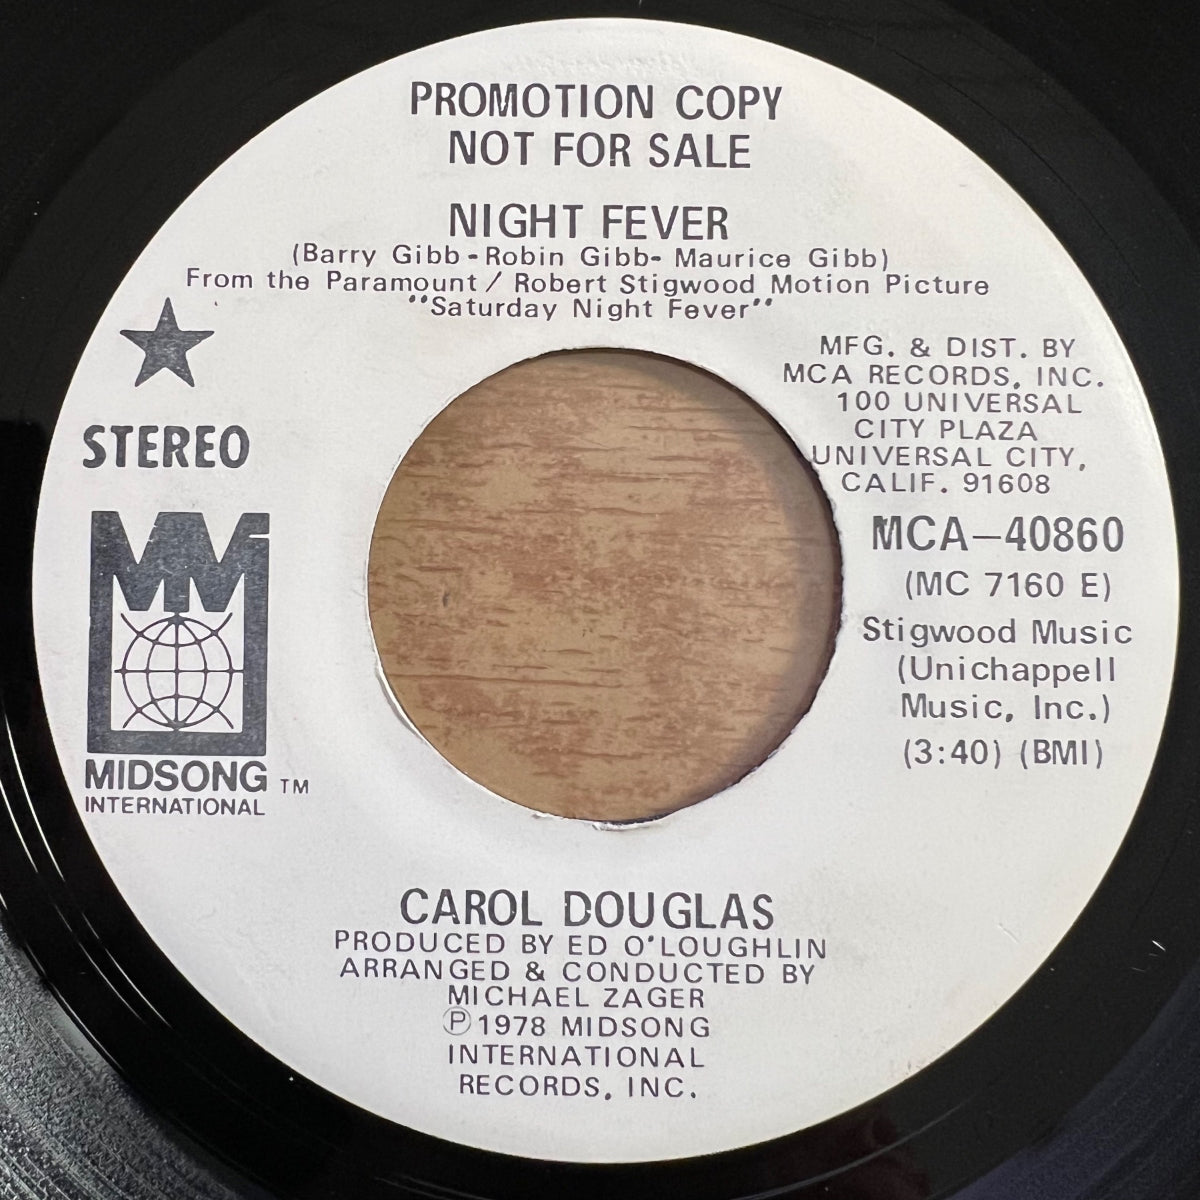 PROMOTION COPY
NOT FOR SALE
NIGHT FEVER
(Barry Gibb - Robin Gibb- Maurice Gibb)
From the Paramount / Robert Stigwood Motion Picture
"Saturday Night Fever"
STEREO
MM
MIDSONG TM
INTERNATIONAL
MFG. & DIST. BY
MCA RECORDS, INC.
100 UNIVERSAL
CITY PLAZA
UNIVERSAL CITY,
CALIF. 91608
MCA—40860
(MC 7160 E)
Stigwood Music
(Unichappell
Music, Inc.)
(3:40) (BMI)
CAROL DOUGLAS
PRODUCED BY ED O'LOUGHLIN
ARRANGED & CONDUCTED BY
MICHAEL ZAGER
℗ 1978 MIDSONG
INTERNATIONAL
RECORDS, INC.